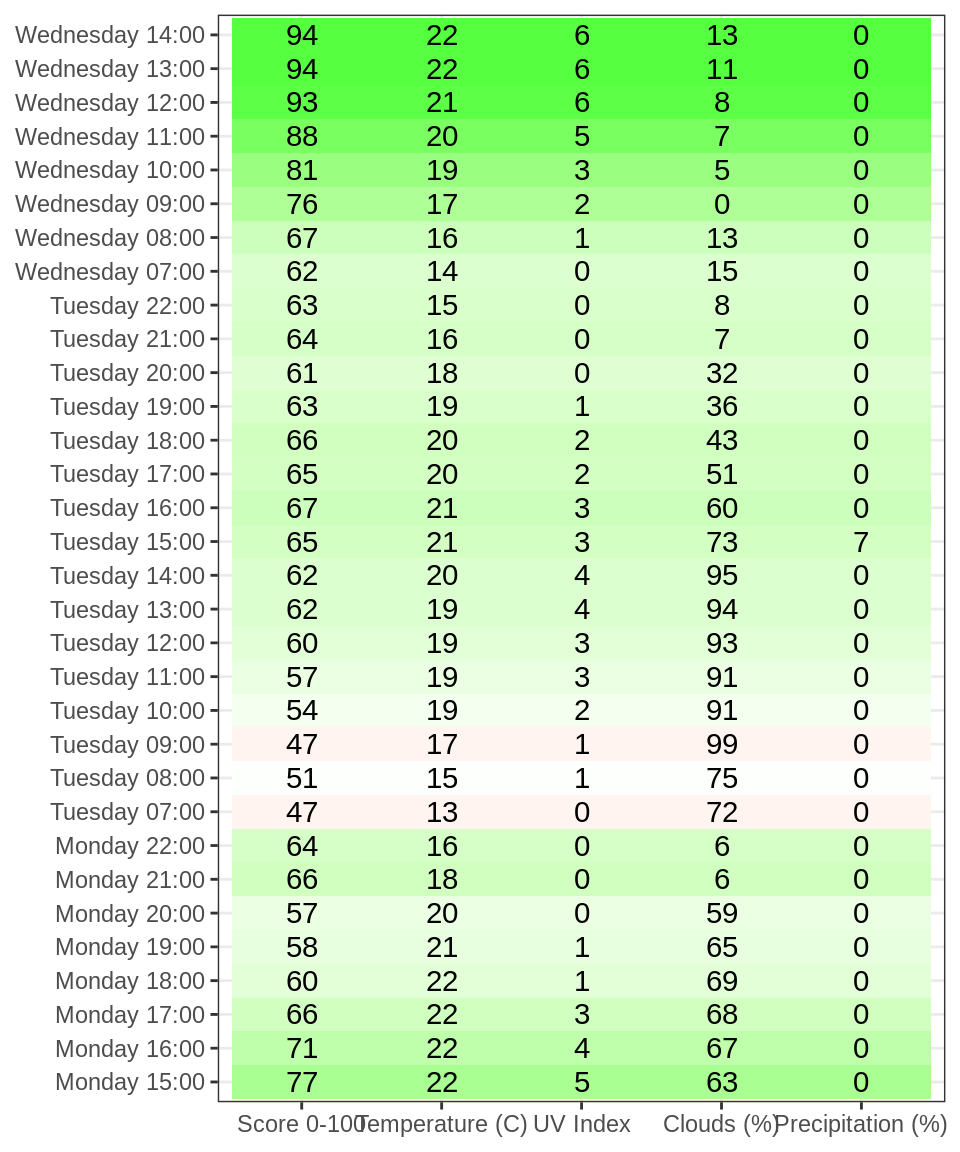 Wednesday 14:00 94 22 6 13 0
Wednesday 13:00 94 22 6 11 0
Wednesday 12:00 93 21 6 8 0
Wednesday 11:00 88 20 5 7 0
Wednesday 10:00 81 19 3 5 0
Wednesday 09:00 76 17 2 0 0
Wednesday 08:00 67 16 1 13 0
Wednesday 07:00 62 14 0 15 0
Tuesday 22:00 63 15 0 8 0
Tuesday 21:00 64 16 0 7 0
Tuesday 20:00 61 18 0 32 0
Tuesday 19:00 63 19 1 36 0
Tuesday 18:00 66 20 2 43 0
Tuesday 17:00 65 20 2 51 0
Tuesday 16:00 67 21 3 60 0
Tuesday 15:00 65 21 3 73 7
Tuesday 14:00 62 20 4 95 0
Tuesday 13:00 62 19 4 94 0
Tuesday 12:00 60 19 3 93 0
Tuesday 11:00 57 19 3 91 0
Tuesday 10:00 54 19 2 91 0
Tuesday 09:00 47 17 1 99 0
Tuesday 08:00 51 15 1 75 0
Tuesday 07:00 47 13 0 72 0
Monday 22:00 64 16 0 6 0
Monday 21:00 66 18 0 6 0
Monday 20:00 57 20 0 59 0
Monday 19:00 58 21 1 65 0
Monday 18:00 60 22 1 69 0
Monday 17:00 66 22 3 68 0
Monday 16:00 71 22 4 67 0
Monday 15:00 77 22 5 63 0
Score 0-100 Temperature (C) UV Index Clouds (%) Precipitation (%)